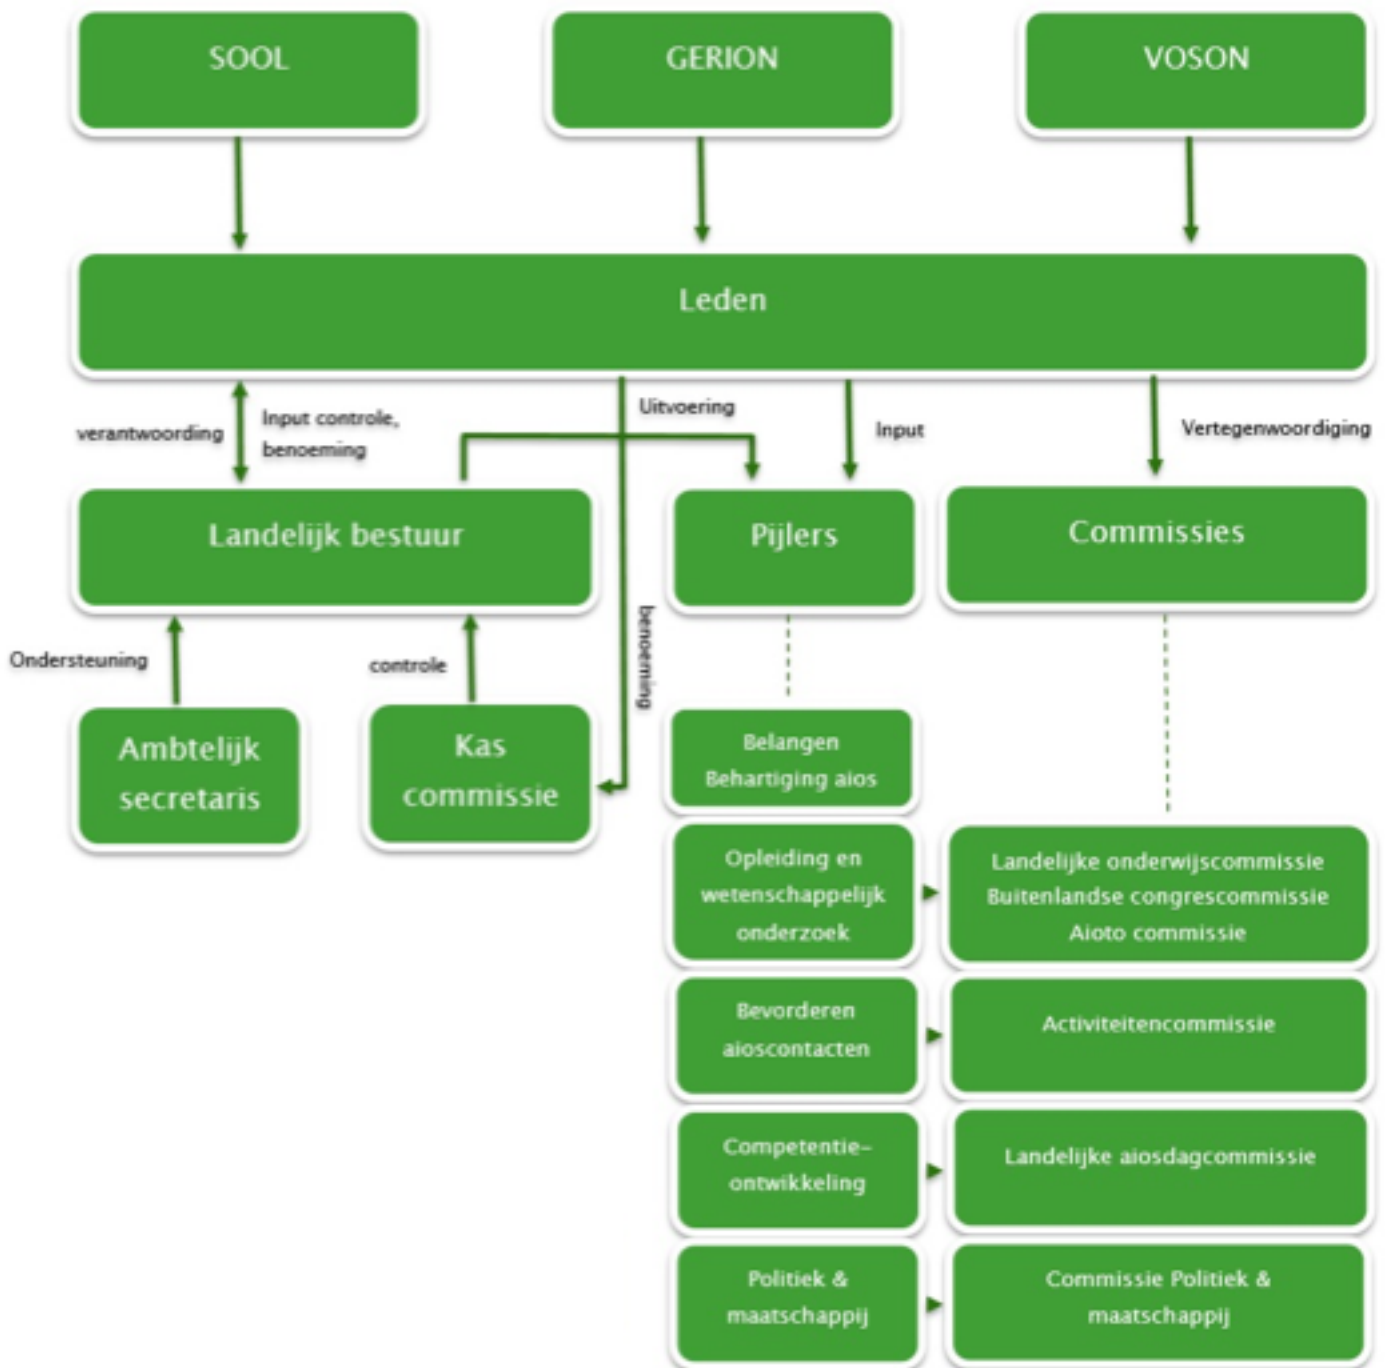 SOOL
GERION
VOSON
Leden
verantwoording
Input controle,
benoeming
Uitvoering
Input
Vertegenwoordiging
Landelijk bestuur
Pijlers
Commissies
Ondersteuning
controle
benoeming
Ambtelijk
secretaris
Kas
commissie
Belangen
Behartiging aios
Opleiding en
wetenschappelijk
onderzoek
Landelijke onderwijscommissie
Buitenlandse congrescommissie
Aioto commissie
Bevorderen
aioscontacten
Activiteitencommissie
Competentie-
ontwikkeling
Landelijke aiosdagcommissie
Politiek &
maatschappij
Commissie Politiek &
maatschappij